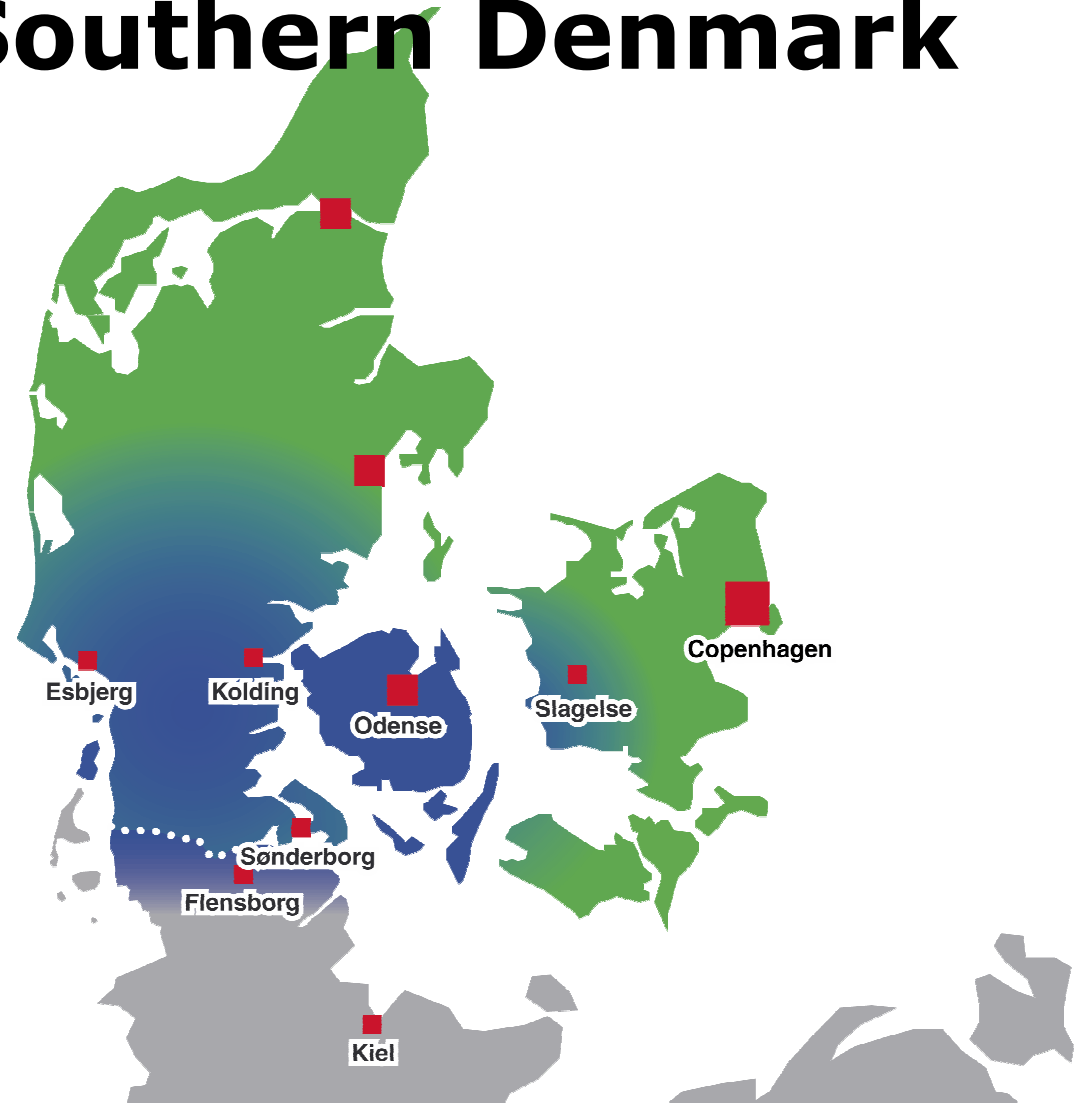 Southern Denmark
Copenhagen
Esbjerg
Kolding
Slagelse
Odense
Sønderborg
Flensborg
Kiel